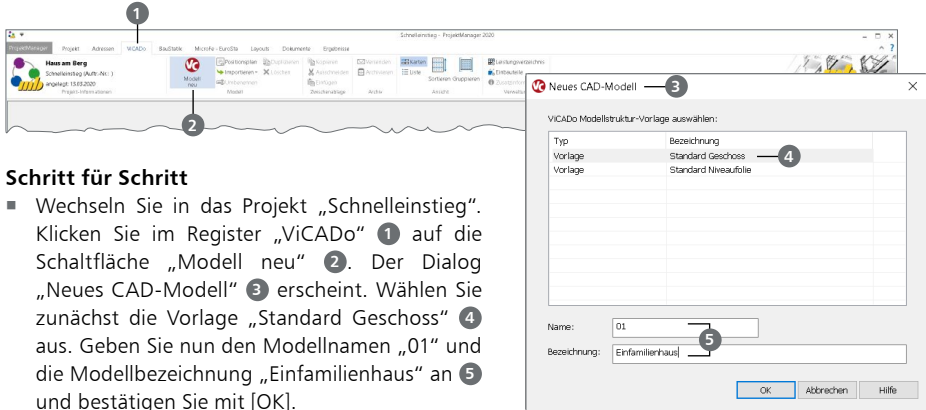 1
Schnelleinstieg - ProjektManager 2020
ProjektManager Projekt Adressen ViCADo BauStatik MicroFe - EuroSta Layouts Dokumente Ergebnisse
Haus am Berg
Schnelleinstieg (Auftr.-Nr.: )
angelegt: 15.03.2020
Projekt-Informationen
Modell neu
Positionsplan Duplizieren
Importieren Löschen
Umbenennen
Modell
Kopieren
Ausschneiden
Einfügen
Zwischenablage
Versenden
Archivieren
Archiv
Karten
Liste
Sortieren Gruppieren
Ansicht
Leistungsverzeichnis
Einbauteile
2
Neues CAD-Modell 3
ViCADo Modellstruktur-Vorlage auswählen:
Typ Bezeichnung
Vorlage Standard Geschoss 4
Vorlage Standard Niveaufolie
Name: 01
5
Bezeichnung: Einfamilienhaus
OK Abbrechen Hilfe
Schritt für Schritt
Wechseln Sie in das Projekt „Schnelleinstieg“.
Klicken Sie im Register „ViCADo“ 1 auf die
Schaltfläche „Modell neu“ 2. Der Dialog
„Neues CAD-Modell“ 3 erscheint. Wählen Sie
zunächst die Vorlage „Standard Geschoss“ 4
aus. Geben Sie nun den Modellnamen „01“ und
die Modellbezeichnung „Einfamilienhaus“ an 5
und bestätigen Sie mit [OK].